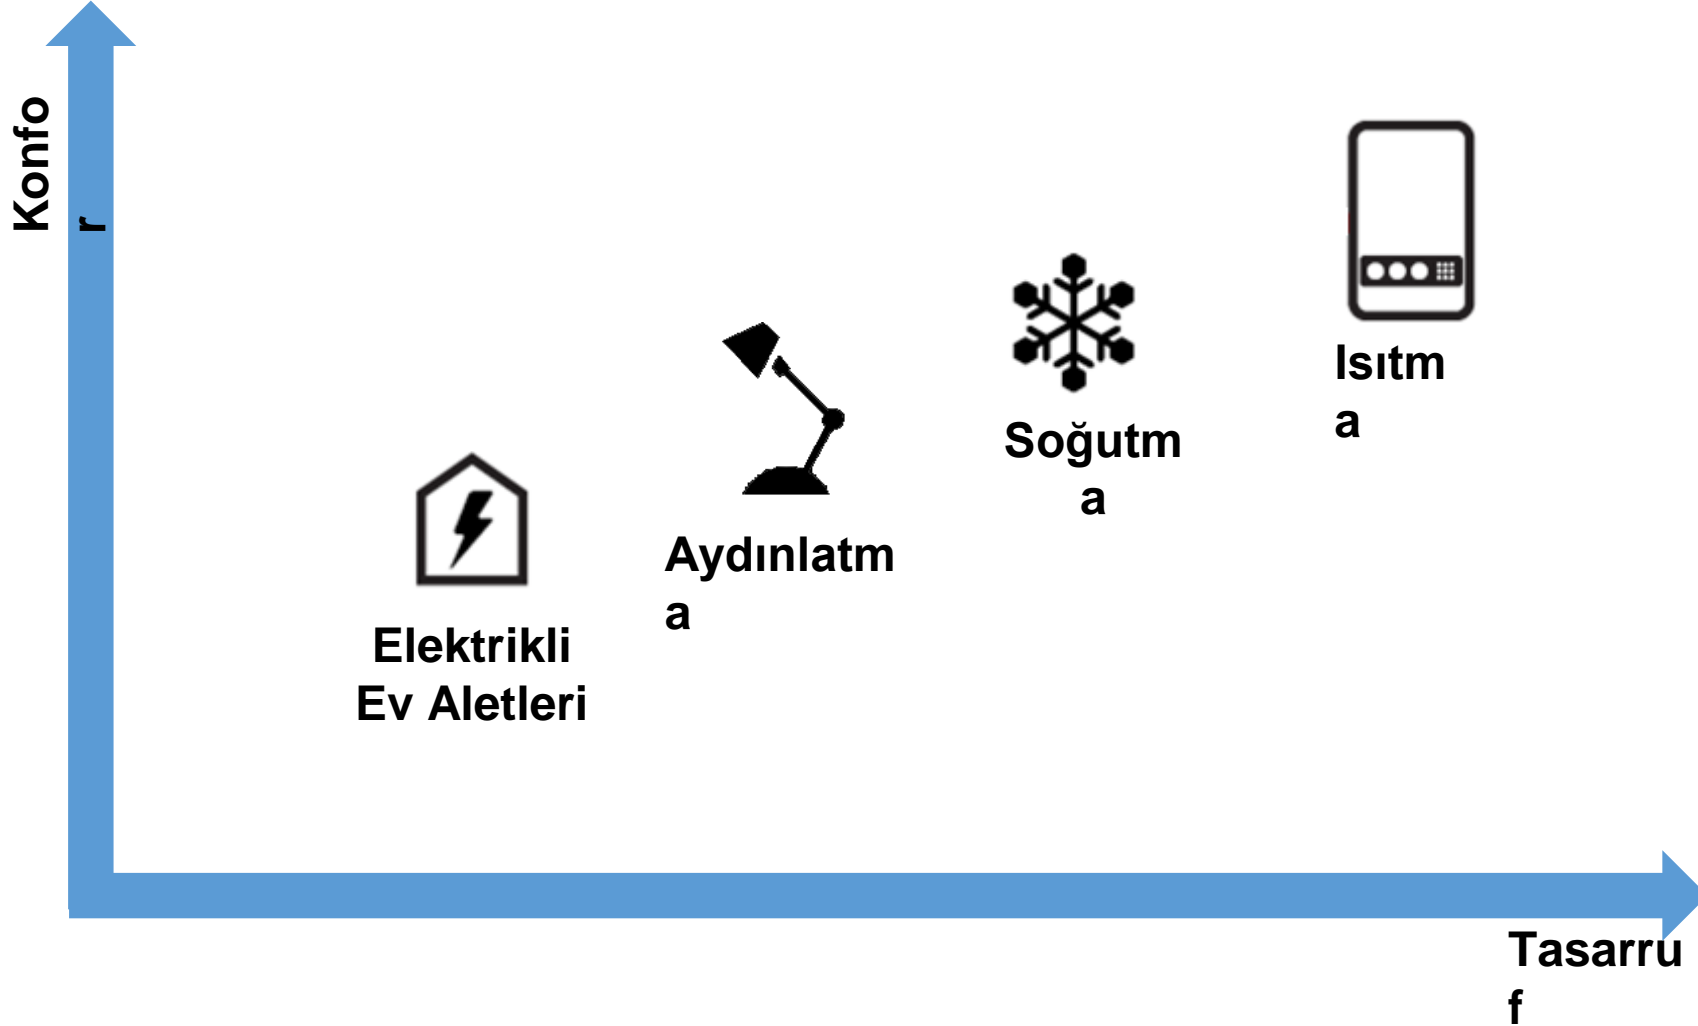 Konfo
r
Isıtm
a
Soğutm
a
Aydınlatm
a
Elektrikli
Ev Aletleri
Tasarru
f